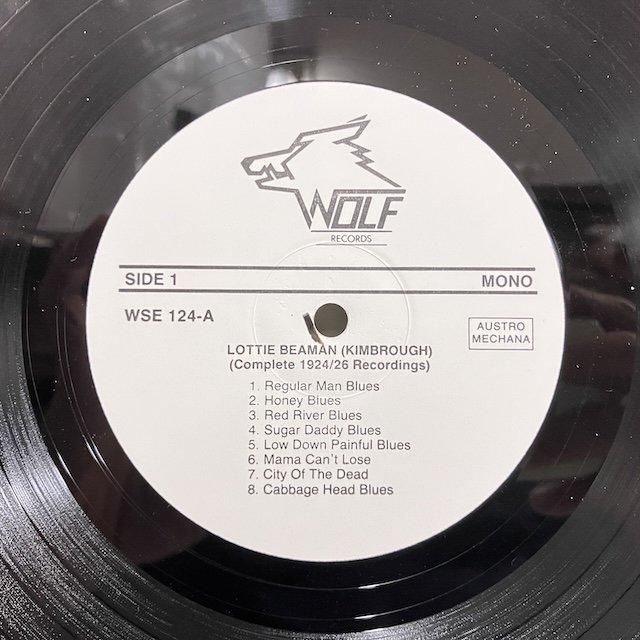 WOLF
RECORDS
SIDE 1 MONO
WSE 124-A
AUSTRO
MECHANA
LOTTIE BEAMAN (KIMBROUGH)
(Complete 1924/26 Recordings)
1. Regular Man Blues
2. Honey Blues
3. Red River Blues
4. Sugar Daddy Blues
5. Low Down Painful Blues
6. Mama Can't Lose
7. City Of The Dead
8. Cabbage Head Blues